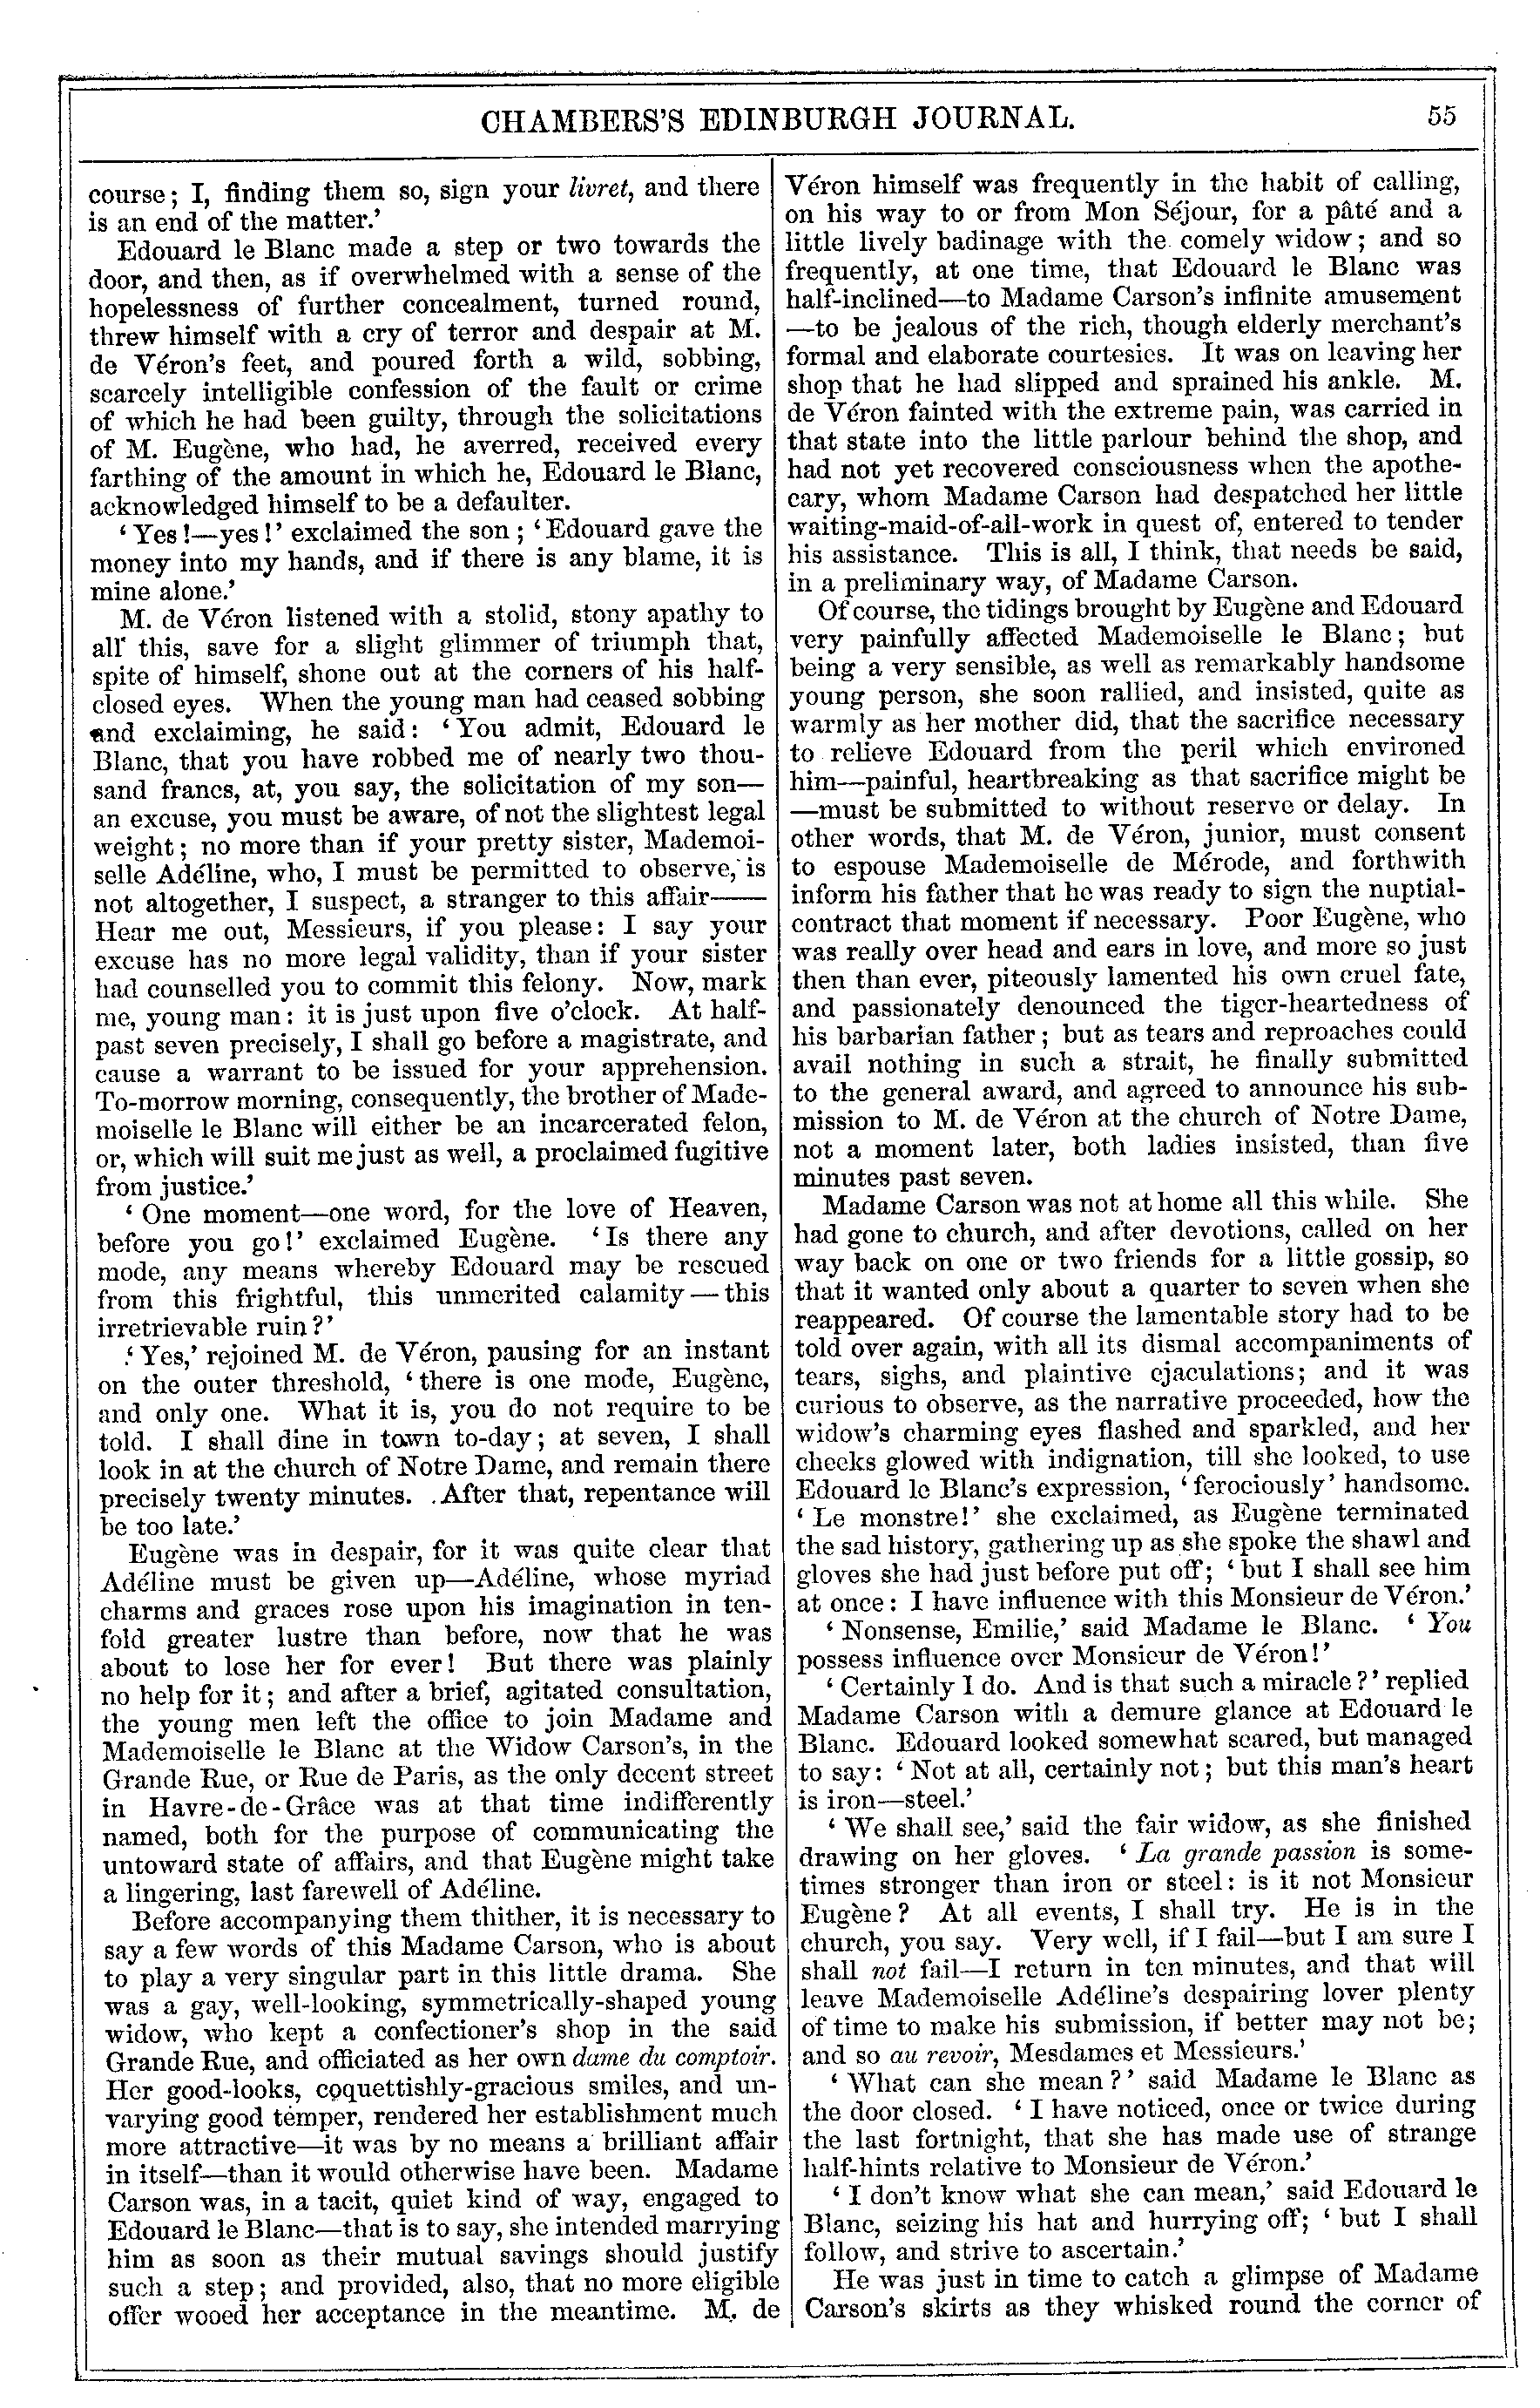 CHAMBERS'S EDINBURGH JOURNAL. 55
course; I, finding them so, sign your livret, and there
is an end of the matter.'
Edouard le Blanc made a step or two towards the
door, and then, as if overwhelmed with a sense of the
hopelessness of further concealment, turned round,
threw himself with a cry of terror and despair at M.
de Véron's feet, and poured forth a wild, sobbing,
scarcely intelligible confession of the fault or crime
of which he had been guilty, through the solicitations
of M. Eugène, who had, he averred, received every
farthing of the amount in which he, Edouard le Blanc,
acknowledged himself to be a defaulter.
'Yes!—yes!' exclaimed the son; 'Edouard gave the
money into my hands, and if there is any blame, it is
mine alone.'
M. de Véron listened with a stolid, stony apathy to
all this, save for a slight glimmer of triumph that,
spite of himself, shone out at the corners of his half-
closed eyes. When the young man had ceased sobbing
and exclaiming, he said: 'You admit, Edouard le
Blanc, that you have robbed me of nearly two thou-
sand francs, at, you say, the solicitation of my son—
an excuse, you must be aware, of not the slightest legal
weight; no more than if your pretty sister, Mademoi-
selle Adéline, who, I must be permitted to observe, is
not altogether, I suspect, a stranger to this affair——
Hear me out, Messieurs, if you please: I say your
excuse has no more legal validity, than if your sister
had counselled you to commit this felony. Now, mark
me, young man: it is just upon five o'clock. At half-
past seven precisely, I shall go before a magistrate, and
cause a warrant to be issued for your apprehension.
To-morrow morning, consequently, the brother of Made-
moiselle le Blanc will either be an incarcerated felon,
or, which will suit me just as well, a proclaimed fugitive
from justice.'
'One moment—one word, for the love of Heaven,
before you go!' exclaimed Eugène. 'Is there any
mode, any means whereby Edouard may be rescued
from this frightful, this unmerited calamity—this
irretrievable ruin?'
'Yes,' rejoined M. de Véron, pausing for an instant
on the outer threshold, 'there is one mode, Eugène,
and only one. What it is, you do not require to be
told. I shall dine in town to-day; at seven, I shall
look in at the church of Notre Dame, and remain there
precisely twenty minutes. After that, repentance will
be too late.'
Eugène was in despair, for it was quite clear that
Adéline must be given up—Adéline, whose myriad
charms and graces rose upon his imagination in ten-
fold greater lustre than before, now that he was
about to lose her for ever! But there was plainly
no help for it; and after a brief, agitated consultation,
the young men left the office to join Madame and
Mademoiselle le Blanc at the Widow Carson's, in the
Grande Rue, or Rue de Paris, as the only decent street
in Havre-de-Grâce was at that time indifferently
named, both for the purpose of communicating the
untoward state of affairs, and that Eugène might take
a lingering, last farewell of Adéline.
Before accompanying them thither, it is necessary to
say a few words of this Madame Carson, who is about
to play a very singular part in this little drama. She
was a gay, well-looking, symmetrically-shaped young
widow, who kept a confectioner's shop in the said
Grande Rue, and officiated as her own dame du comptoir.
Her good-looks, coquettishly-gracious smiles, and un-
varying good temper, rendered her establishment much
more attractive—it was by no means a brilliant affair
in itself—than it would otherwise have been. Madame
Carson was, in a tacit, quiet kind of way, engaged to
Edouard le Blanc—that is to say, she intended marrying
him as soon as their mutual savings should justify
such a step; and provided, also, that no more eligible
offer wooed her acceptance in the meantime. M. de
Véron himself was frequently in the habit of calling,
on his way to or from Mon Séjour, for a pâté and a
little lively badinage with the comely widow; and so
frequently, at one time, that Edouard le Blanc was
half-inclined—to Madame Carson's infinite amusement
—to be jealous of the rich, though elderly merchant's
formal and elaborate courtesies. It was on leaving her
shop that he had slipped and sprained his ankle. M.
de Véron fainted with the extreme pain, was carried in
that state into the little parlour behind the shop, and
had not yet recovered consciousness when the apothe-
cary, whom Madame Carson had despatched her little
waiting-maid-of-all-work in quest of, entered to tender
his assistance. This is all, I think, that needs be said,
in a preliminary way, of Madame Carson.
Of course, the tidings brought by Eugène and Edouard
very painfully affected Mademoiselle le Blanc; but
being a very sensible, as well as remarkably handsome
young person, she soon rallied, and insisted, quite as
warmly as her mother did, that the sacrifice necessary
to relieve Edouard from the peril which environed
him—painful, heartbreaking as that sacrifice might be
—must be submitted to without reserve or delay. In
other words, that M. de Véron, junior, must consent
to espouse Mademoiselle de Mérode, and forthwith
inform his father that he was ready to sign the nuptial-
contract that moment if necessary. Poor Eugène, who
was really over head and ears in love, and more so just
then than ever, piteously lamented his own cruel fate,
and passionately denounced the tiger-heartedness of
his barbarian father; but as tears and reproaches could
avail nothing in such a strait, he finally submitted
to the general award, and agreed to announce his sub-
mission to M. de Véron at the church of Notre Dame,
not a moment later, both ladies insisted, than five
minutes past seven.
Madame Carson was not at home all this while. She
had gone to church, and after devotions, called on her
way back on one or two friends for a little gossip, so
that it wanted only about a quarter to seven when she
reappeared. Of course the lamentable story had to be
told over again, with all its dismal accompaniments of
tears, sighs, and plaintive ejaculations; and it was
curious to observe, as the narrative proceeded, how the
widow's charming eyes flashed and sparkled, and her
cheeks glowed with indignation, till she looked, to use
Edouard le Blanc's expression, 'ferociously' handsome.
'Le monstre!' she exclaimed, as Eugène terminated
the sad history, gathering up as she spoke the shawl and
gloves she had just before put off; 'but I shall see him
at once: I have influence with this Monsieur de Véron.'
'Nonsense, Emilie,' said Madame le Blanc. 'You
possess influence over Monsieur de Véron!'
'Certainly I do. And is that such a miracle?' replied
Madame Carson with a demure glance at Edouard le
Blanc. Edouard looked somewhat scared, but managed
to say: 'Not at all, certainly not; but this man's heart
is iron—steel.'
'We shall see,' said the fair widow, as she finished
drawing on her gloves. 'La grande passion is some-
times stronger than iron or steel: is it not Monsieur
Eugène? At all events, I shall try. He is in the
church, you say. Very well, if I fail—but I am sure I
shall not fail—I return in ten minutes, and that will
leave Mademoiselle Adéline's despairing lover plenty
of time to make his submission, if better may not be;
and so au revoir, Mesdames et Messieurs.'
'What can she mean?' said Madame le Blanc as
the door closed. 'I have noticed, once or twice during
the last fortnight, that she has made use of strange
half-hints relative to Monsieur de Véron.'
'I don't know what she can mean,' said Edouard le
Blanc, seizing his hat and hurrying off; 'but I shall
follow, and strive to ascertain.'
He was just in time to catch a glimpse of Madame
Carson's skirts as they whisked round the corner of